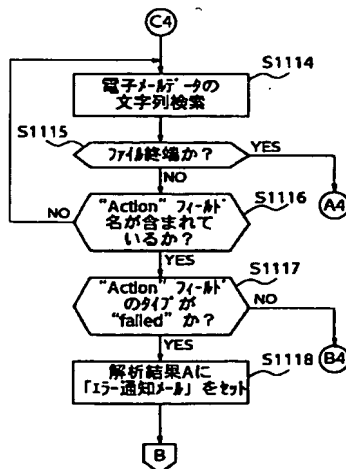 C4
S1114
電子メールデータの
文字列検索
S1115
ファイル終端か?
YES
A4
NO
"Action" フィールド
名が含まれて
いるか?
S1116
NO
YES
"Action" フィールド
のタイプが
"failed" か?
S1117
NO
B4
YES
S1118
解析結果Aに
「エラー通知メール」をセット
B